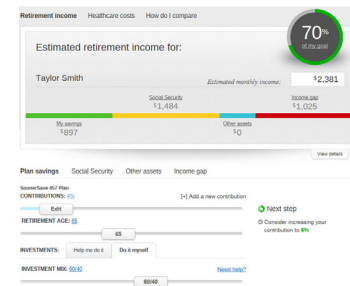 Retirement income Healthcare costs How do I compare
70%
of my goal
Estimated retirement income for:
Taylor Smith Estimated monthly income: $2,381
Social Security Income gap
$1,484 $1,025
My savings Other assets
$897 $0
View details
Plan savings Social Security Other assets Income gap
SoonerSave 457 Plan
CONTRIBUTIONS: 4% [+] Add a new contribution
Edit
Next step
RETIREMENT AGE: 65
Consider increasing your
contribution to 6%
65
INVESTMENTS: Help me do it Do it myself
INVESTMENT MIX: 60/40 Need help?
60/40